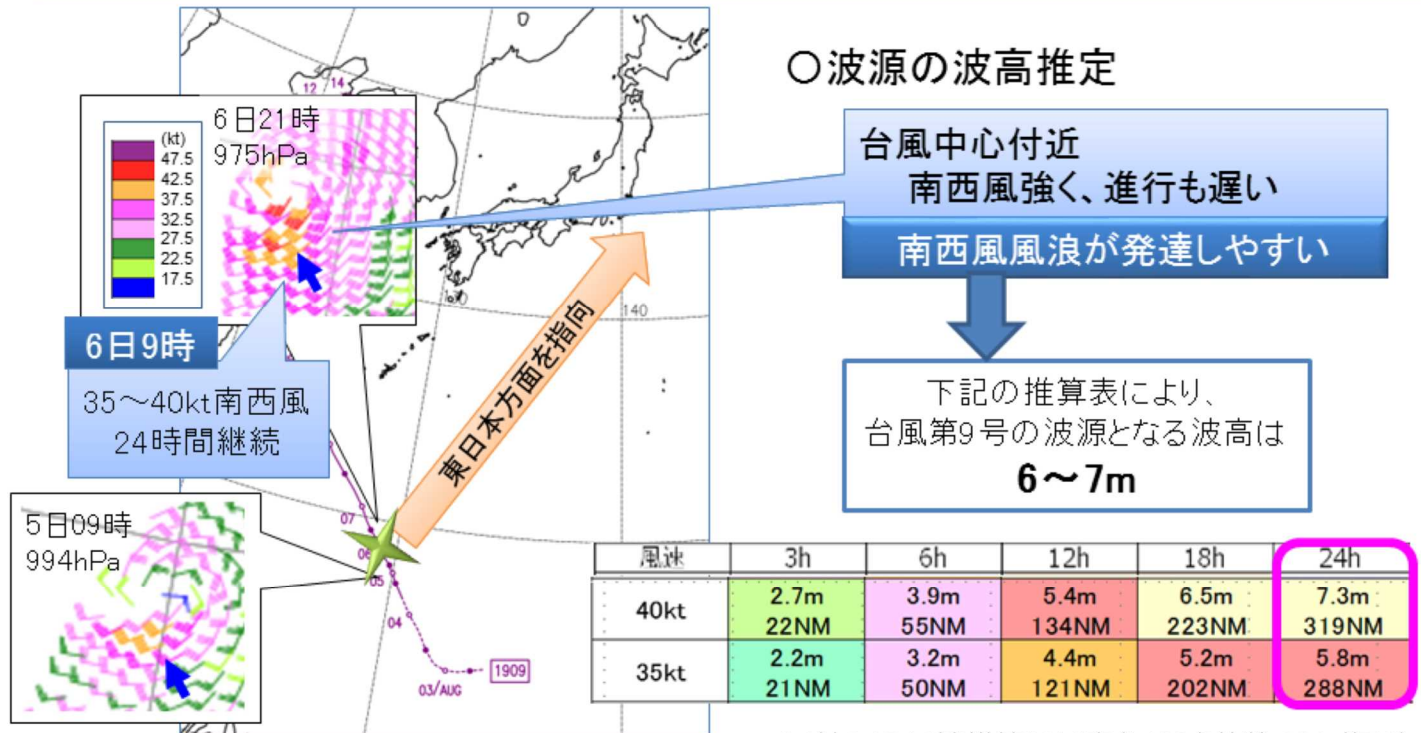 ○波源の波高推定
12 14
6日21時
975hPa
(kt)
47.5
42.5
37.5
32.5
27.5
22.5
17.5
台風中心付近
南西風強く、進行も遅い
南西風風浪が発達しやすい
140
6日9時
35～40kt南西風
24時間継続
東日本方面を指向
下記の推算表により、
台風第9号の波源となる波高は
6～7m
5日09時
994hPa
07
06
05
04
03/AUG
1909
風速 3h 6h 12h 18h 24h
40kt 2.7m 3.9m 5.4m 6.5m 7.3m
22NM 55NM 134NM 223NM 319NM
35kt 2.2m 3.2m 4.4m 5.2m 5.8m
21NM 50NM 121NM 202NM 288NM